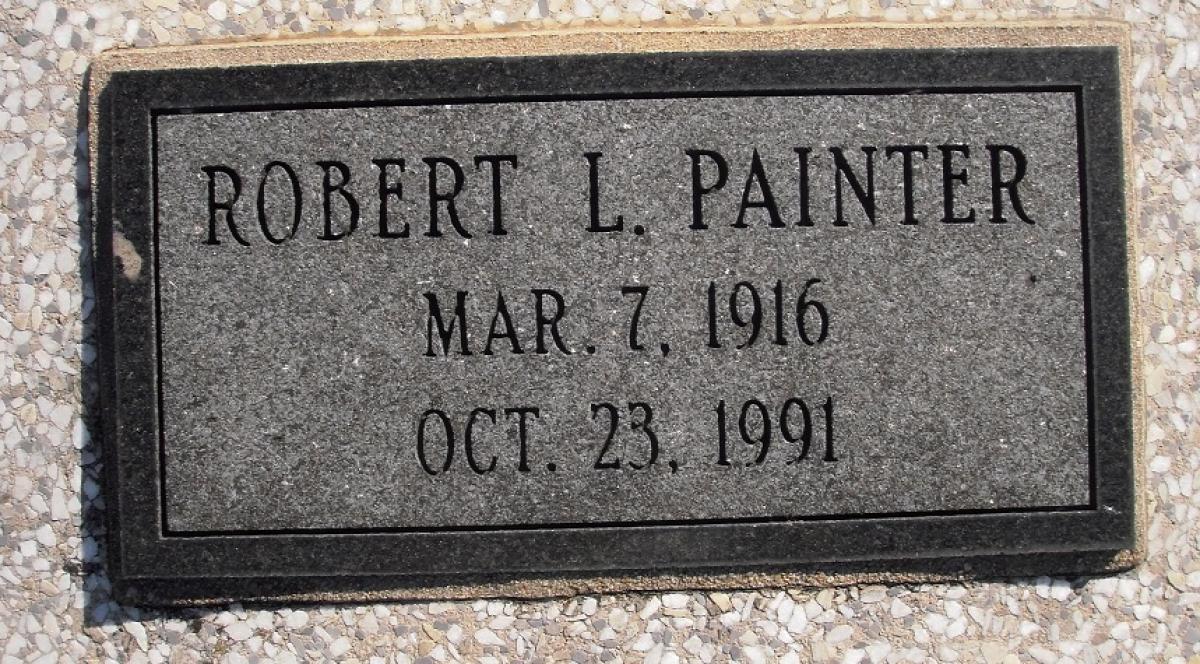 ROBERT L. PAINTER
MAR. 7, 1916
OCT. 23, 1991